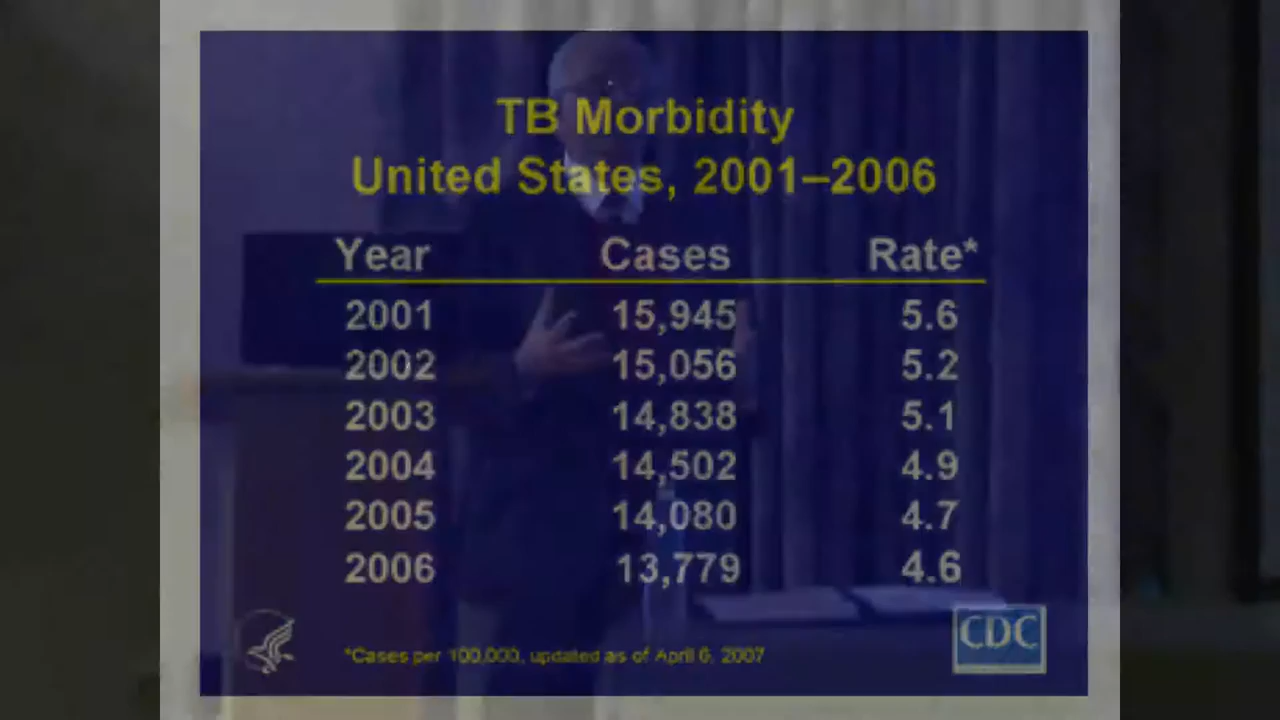 TB Morbidity
United States, 2001–2006
Year Cases Rate*
2001 15,945 5.6
2002 15,056 5.2
2003 14,838 5.1
2004 14,502 4.9
2005 14,080 4.7
2006 13,779 4.6
*Cases per 100,000, updated as of April 6, 2007
CDC